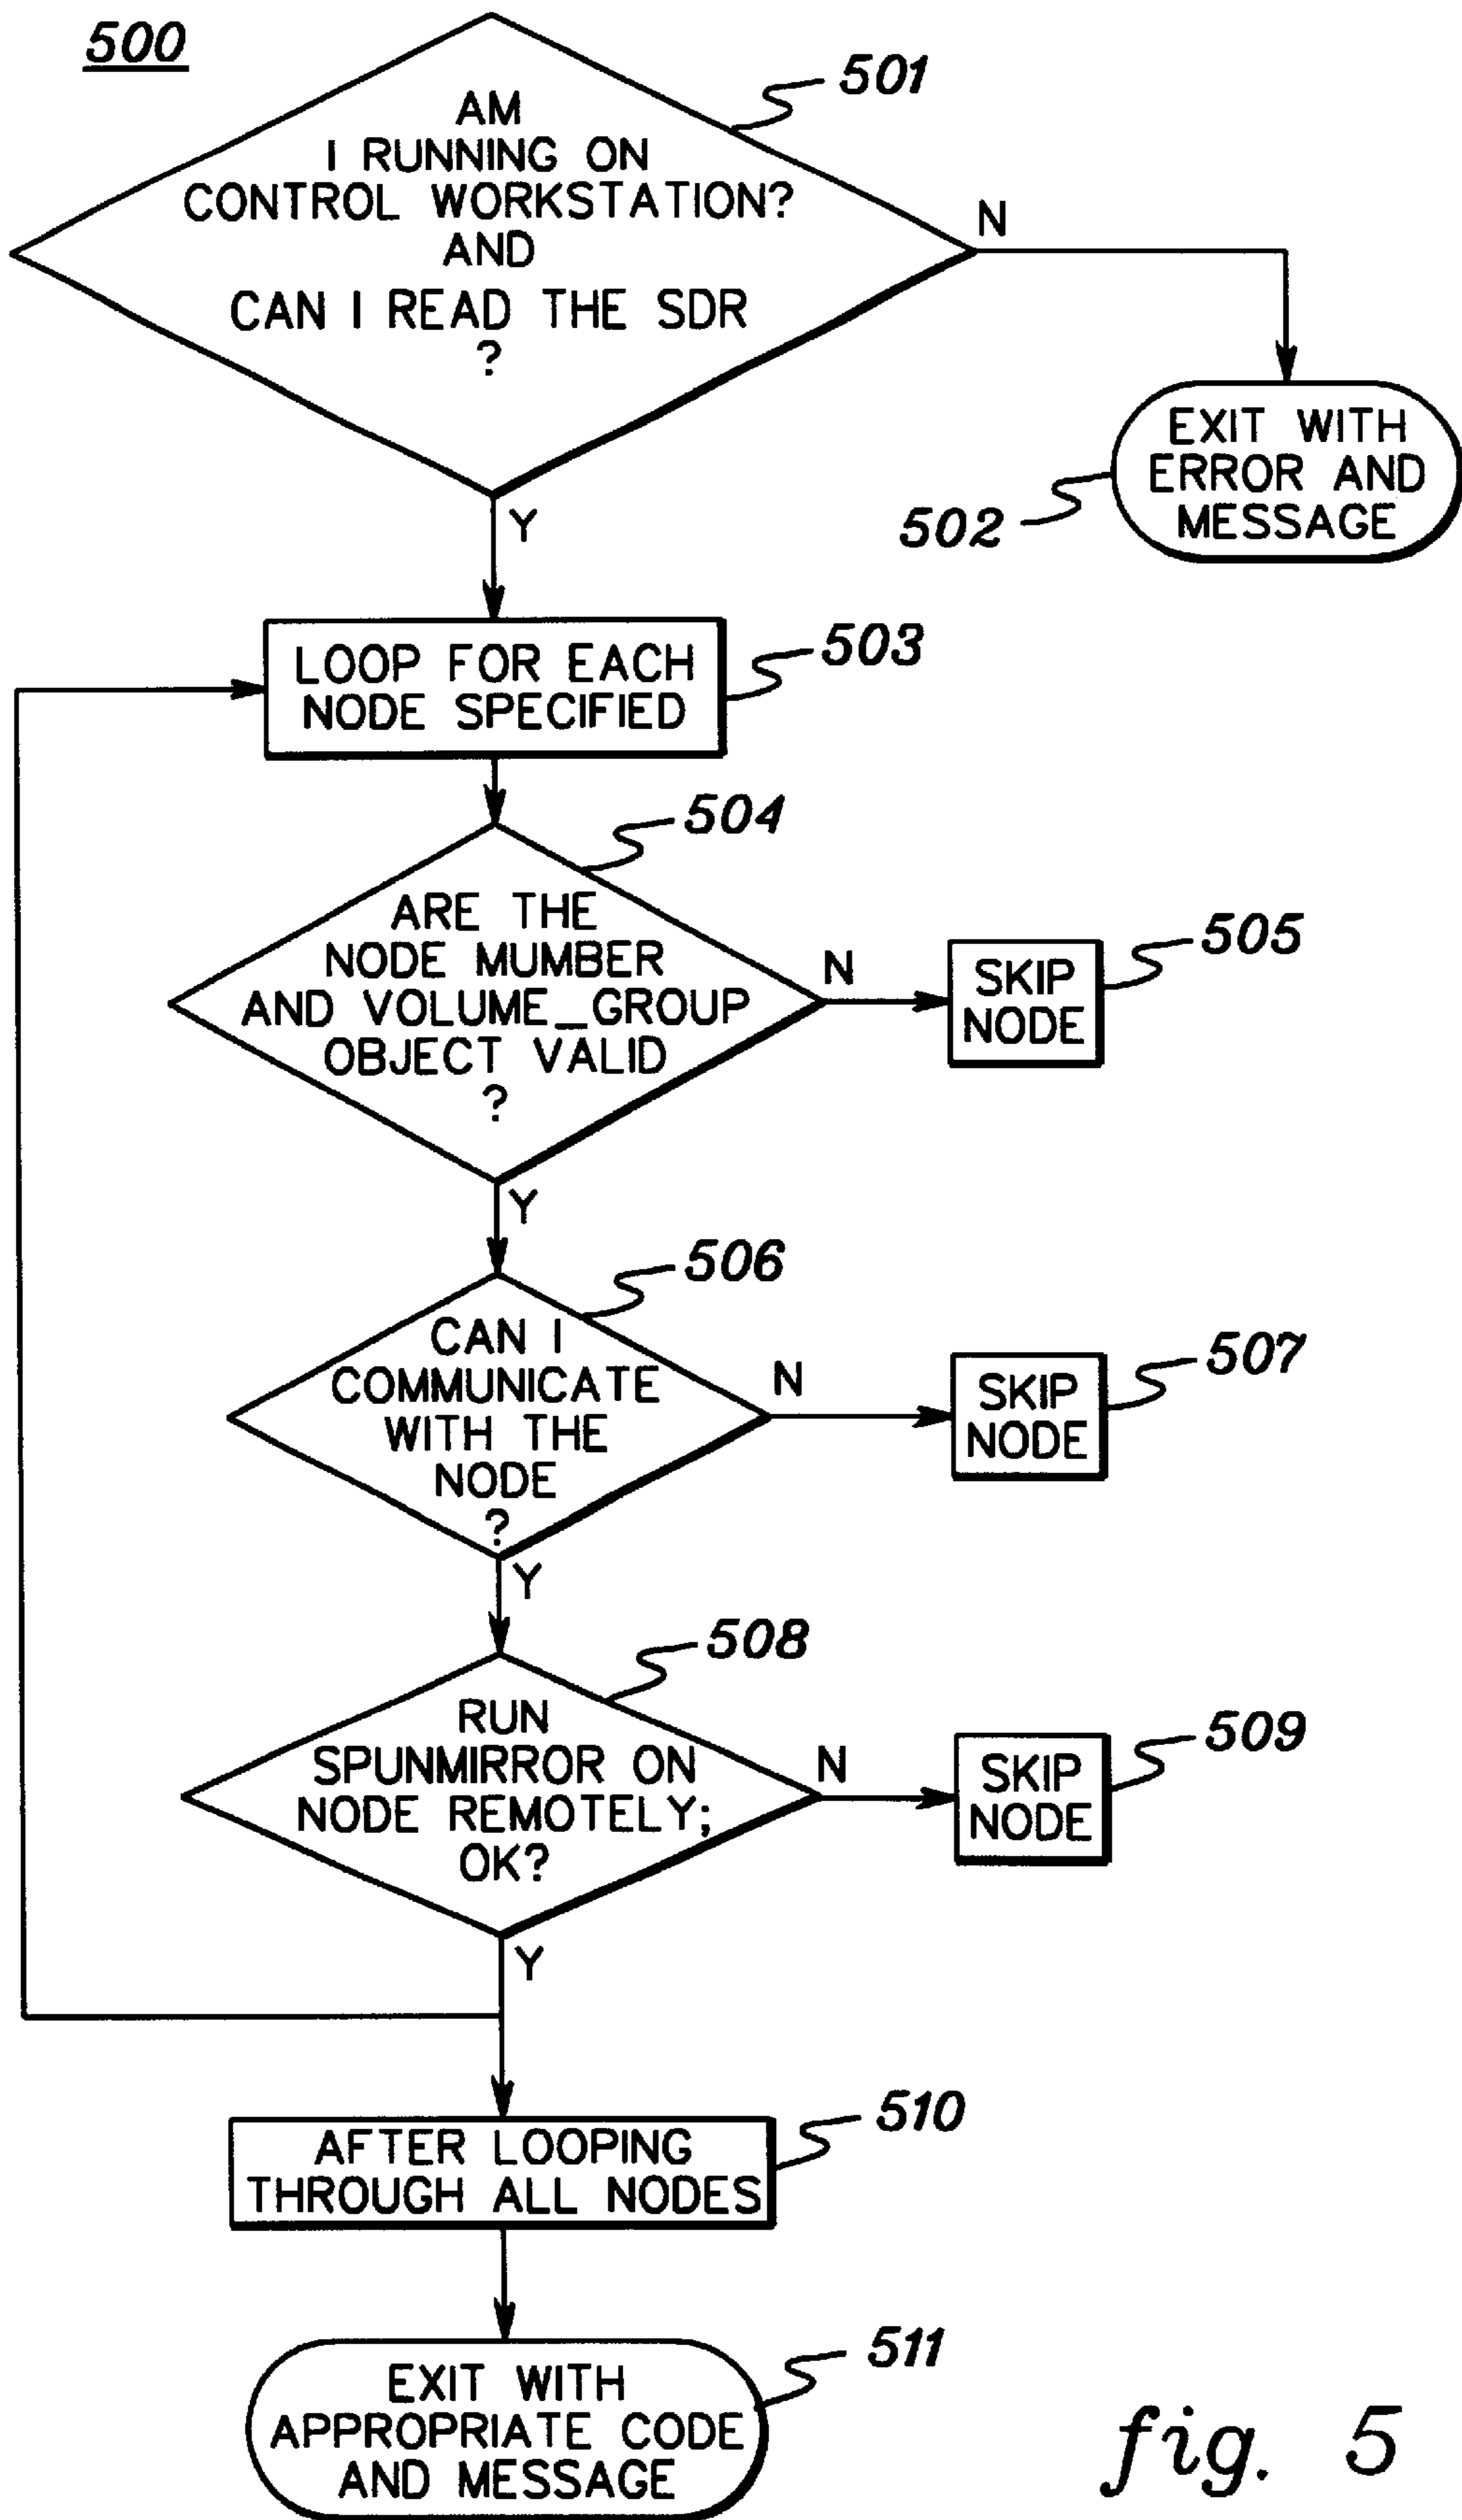 500
501
AM
I RUNNING ON
CONTROL WORKSTATION?
AND
CAN I READ THE SDR
?
N
Y
EXIT WITH
ERROR AND
MESSAGE
502
503
LOOP FOR EACH
NODE SPECIFIED
504
ARE THE
NODE MUMBER
AND VOLUME_GROUP
OBJECT VALID
?
N
Y
505
SKIP
NODE
506
CAN I
COMMUNICATE
WITH THE
NODE
?
N
Y
507
SKIP
NODE
508
RUN
SPUNMIRROR ON
NODE REMOTELY;
OK?
N
Y
509
SKIP
NODE
510
AFTER LOOPING
THROUGH ALL NODES
511
EXIT WITH
APPROPRIATE CODE
AND MESSAGE
fig. 5